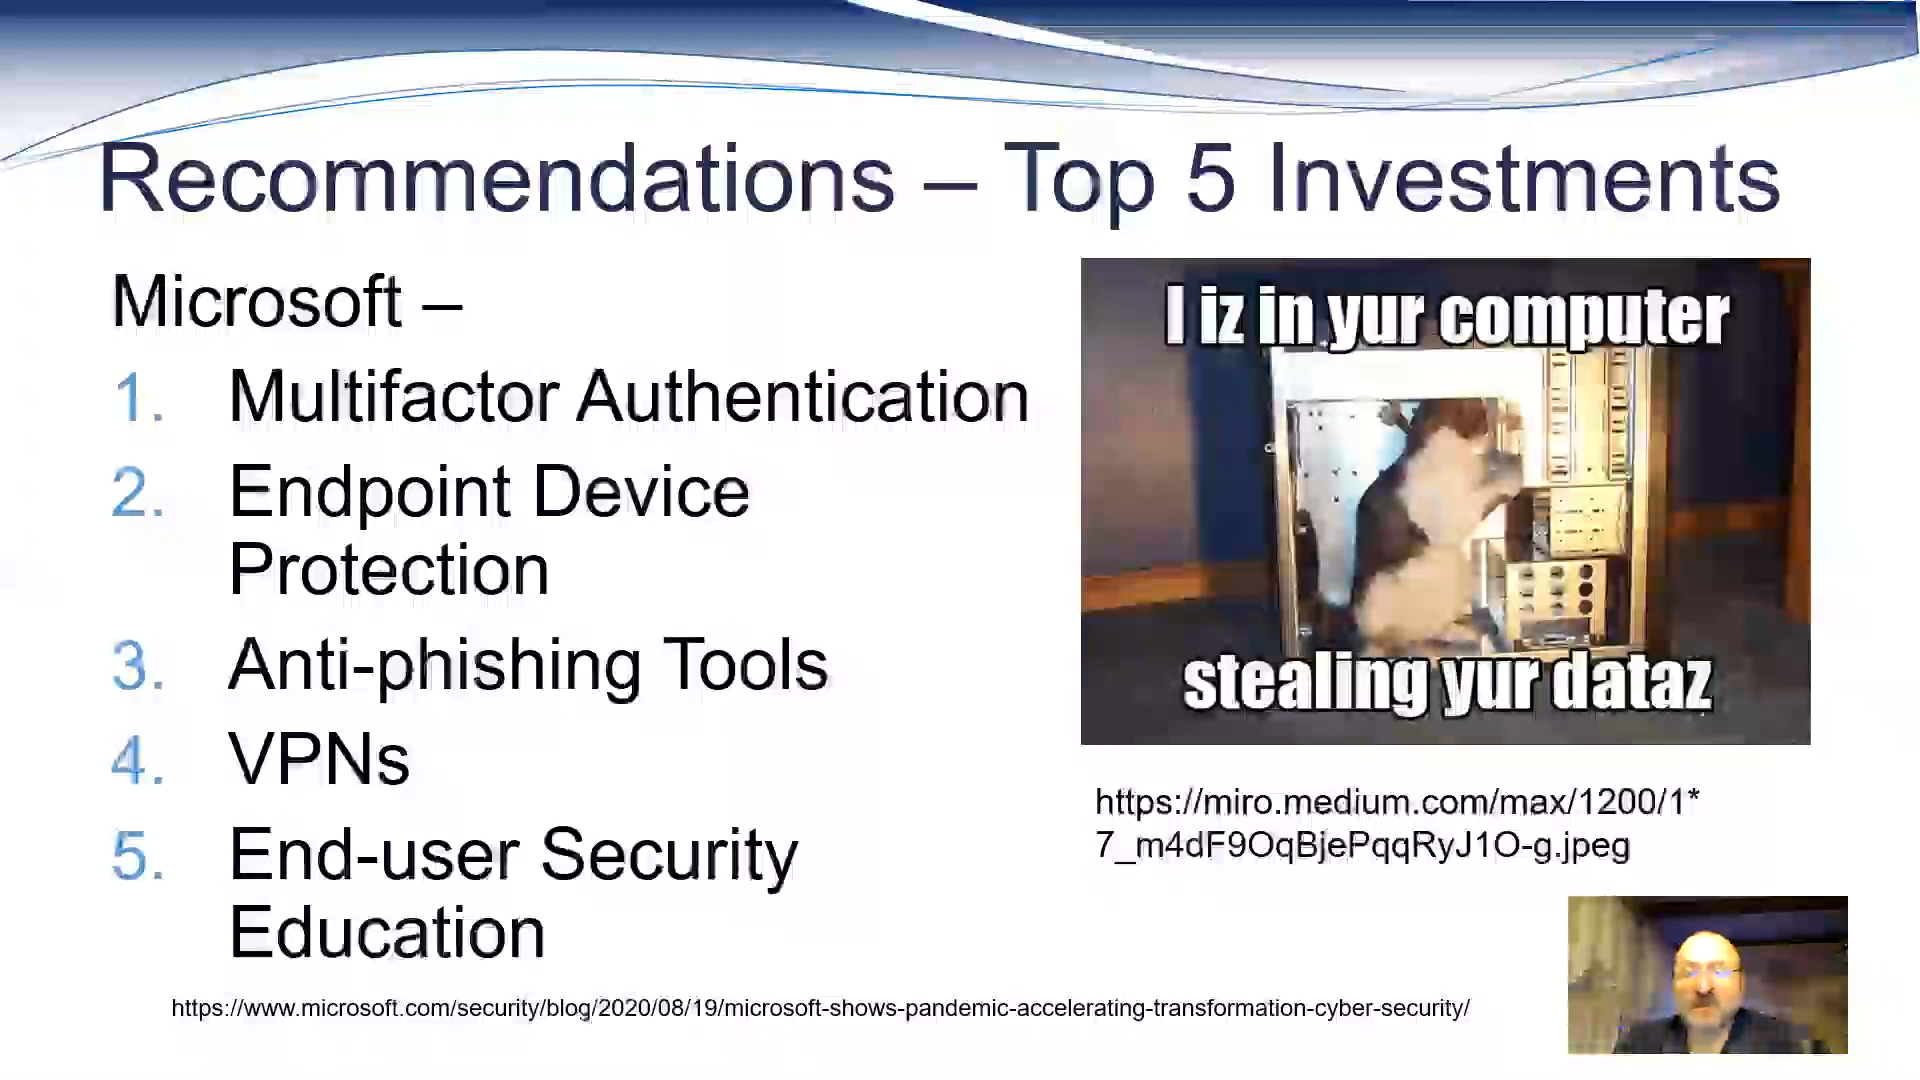 Recommendations – Top 5 Investments
Microsoft –
1. Multifactor Authentication
2. Endpoint Device
Protection
3. Anti-phishing Tools
4. VPNs
5. End-user Security
Education
I iz in yur computer
stealing yur dataz
https://miro.medium.com/max/1200/1*
7_m4dF9OqBjePqqRyJ1O-g.jpeg
https://www.microsoft.com/security/blog/2020/08/19/microsoft-shows-pandemic-accelerating-transformation-cyber-security/